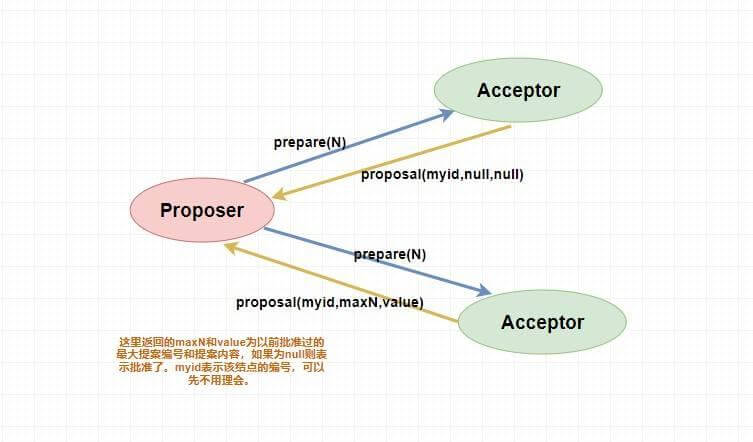 Acceptor
prepare(N)
proposal(myid,null,null)
Proposer
prepare(N)
proposal(myid,maxN,value)
Acceptor
这里返回的maxN和value为以前批准过的
最大提案编号和提案内容，如果为null则表
示批准了。myid表示该结点的编号，可以
先不用理会。